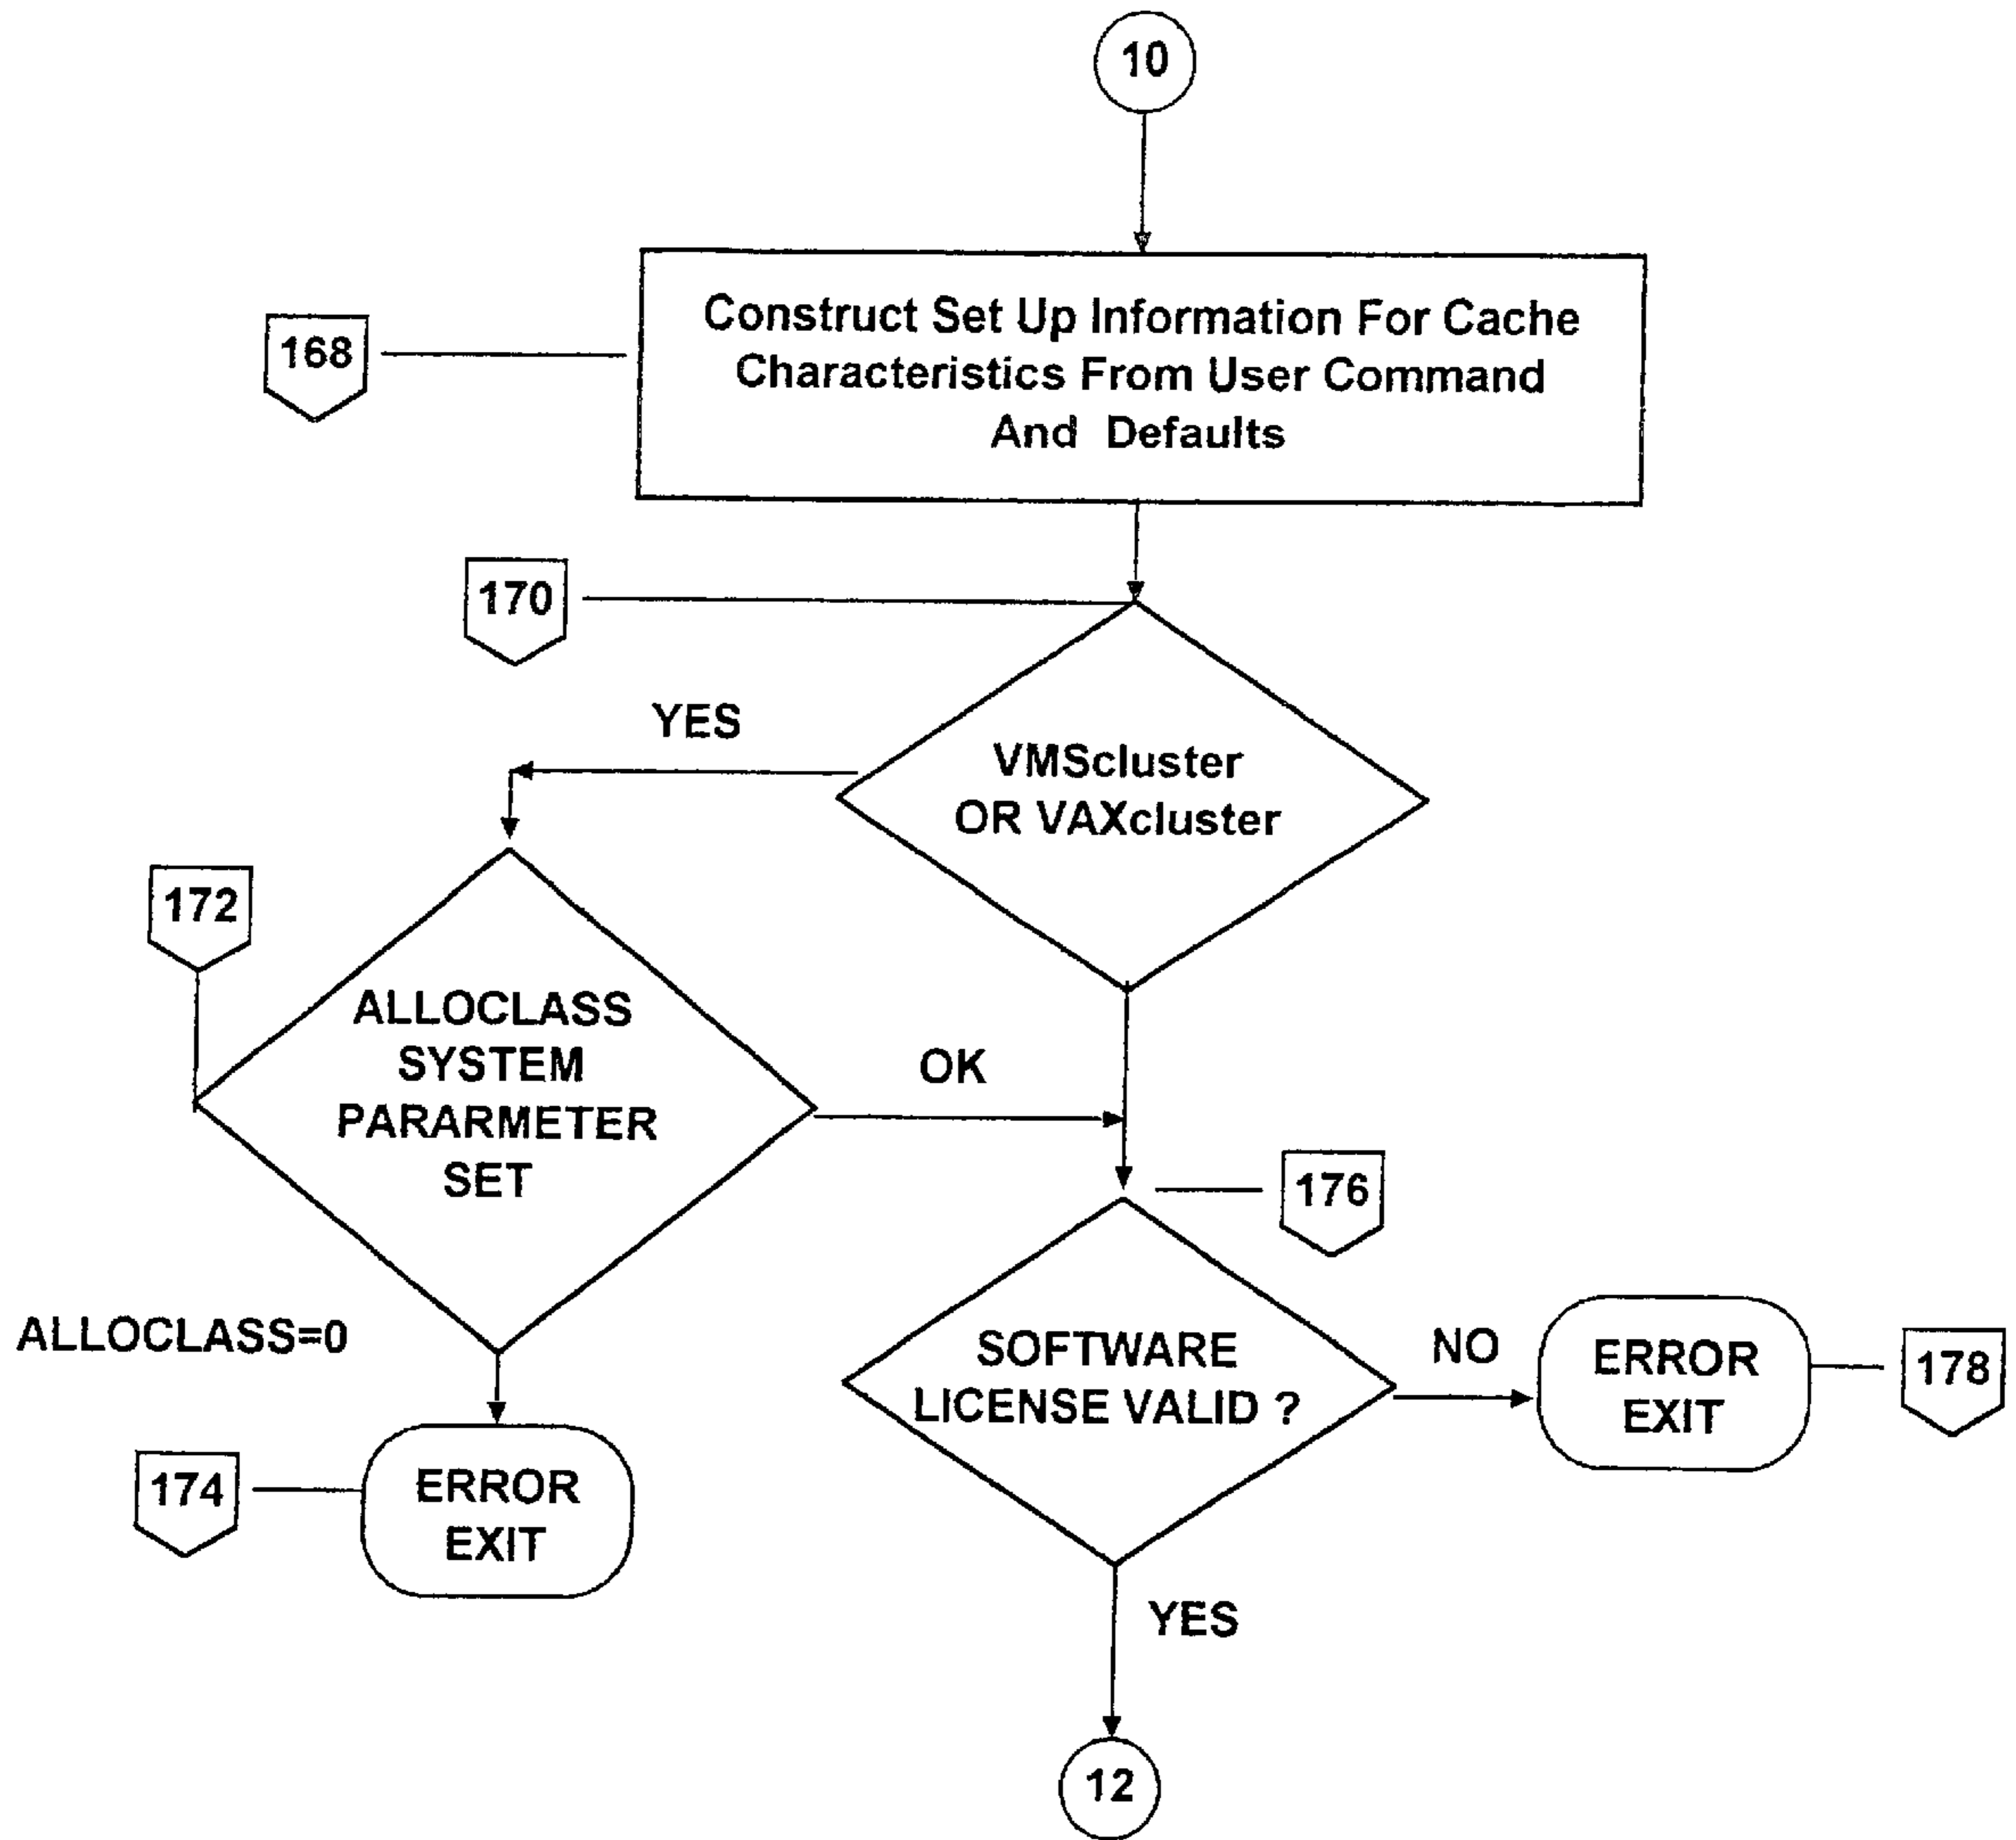 10
168
Construct Set Up Information For Cache
Characteristics From User Command
And Defaults
170
YES
VMScluster
OR VAXcluster
172
ALLOCLASS
SYSTEM
PARARMETER
SET
OK
176
ALLOCLASS=0
SOFTWARE
LICENSE VALID ?
NO
ERROR
EXIT
178
174
ERROR
EXIT
YES
12